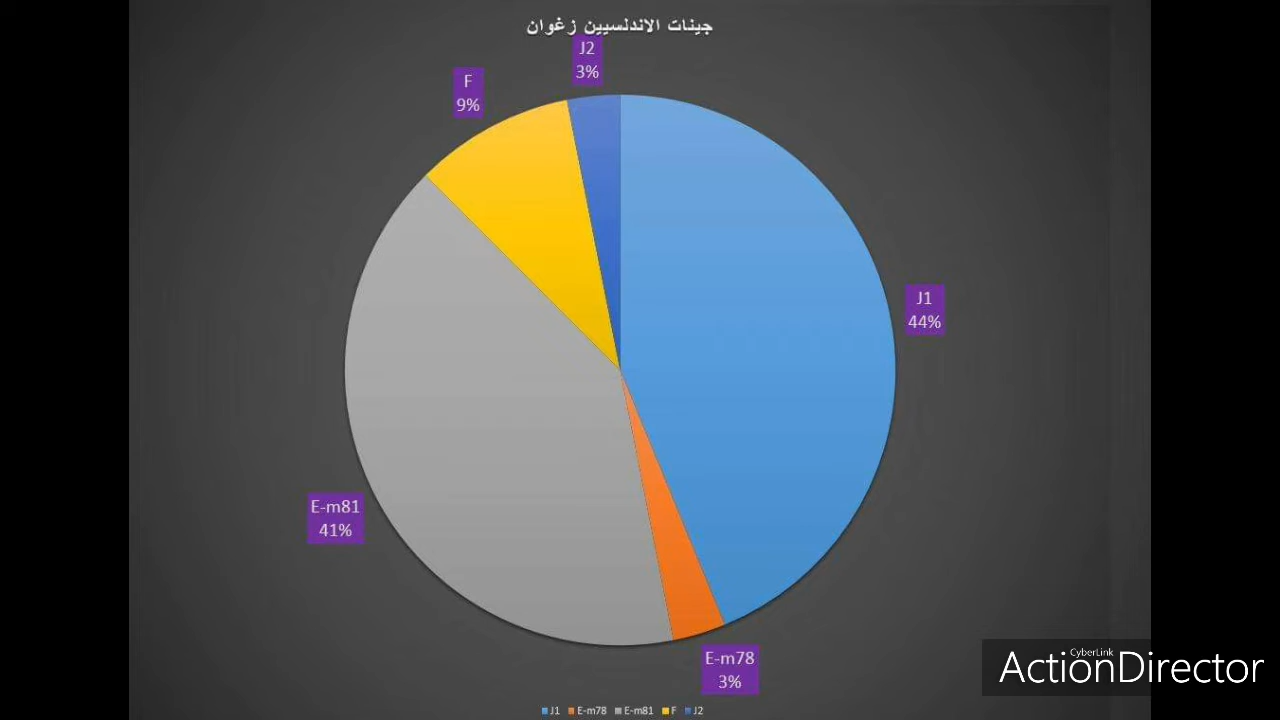 جينات الاندلسيين زغوان
J2
3%
F
9%
J1
44%
E-m81
41%
E-m78
3%
J1 E-m78 E-m81 F J2
CyberLink
ActionDirector